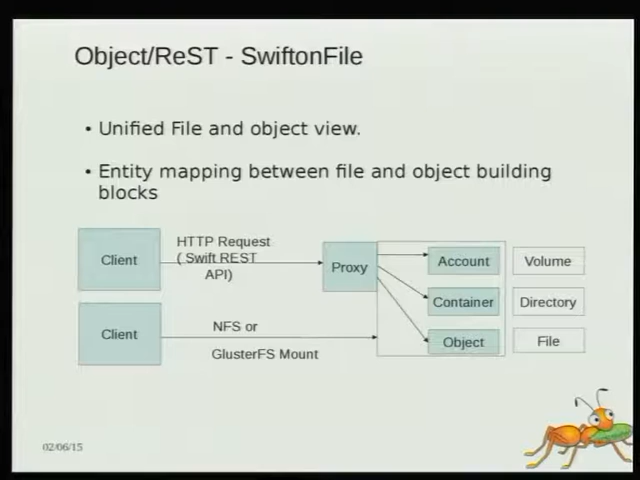 Object/ReST - SwiftonFile
• Unified File and object view.
• Entity mapping between file and object building
blocks
Client
HTTP Request
( Swift REST
API)
Proxy
Account
Volume
Container
Directory
Client
NFS or
GlusterFS Mount
Object
File
02/06/15